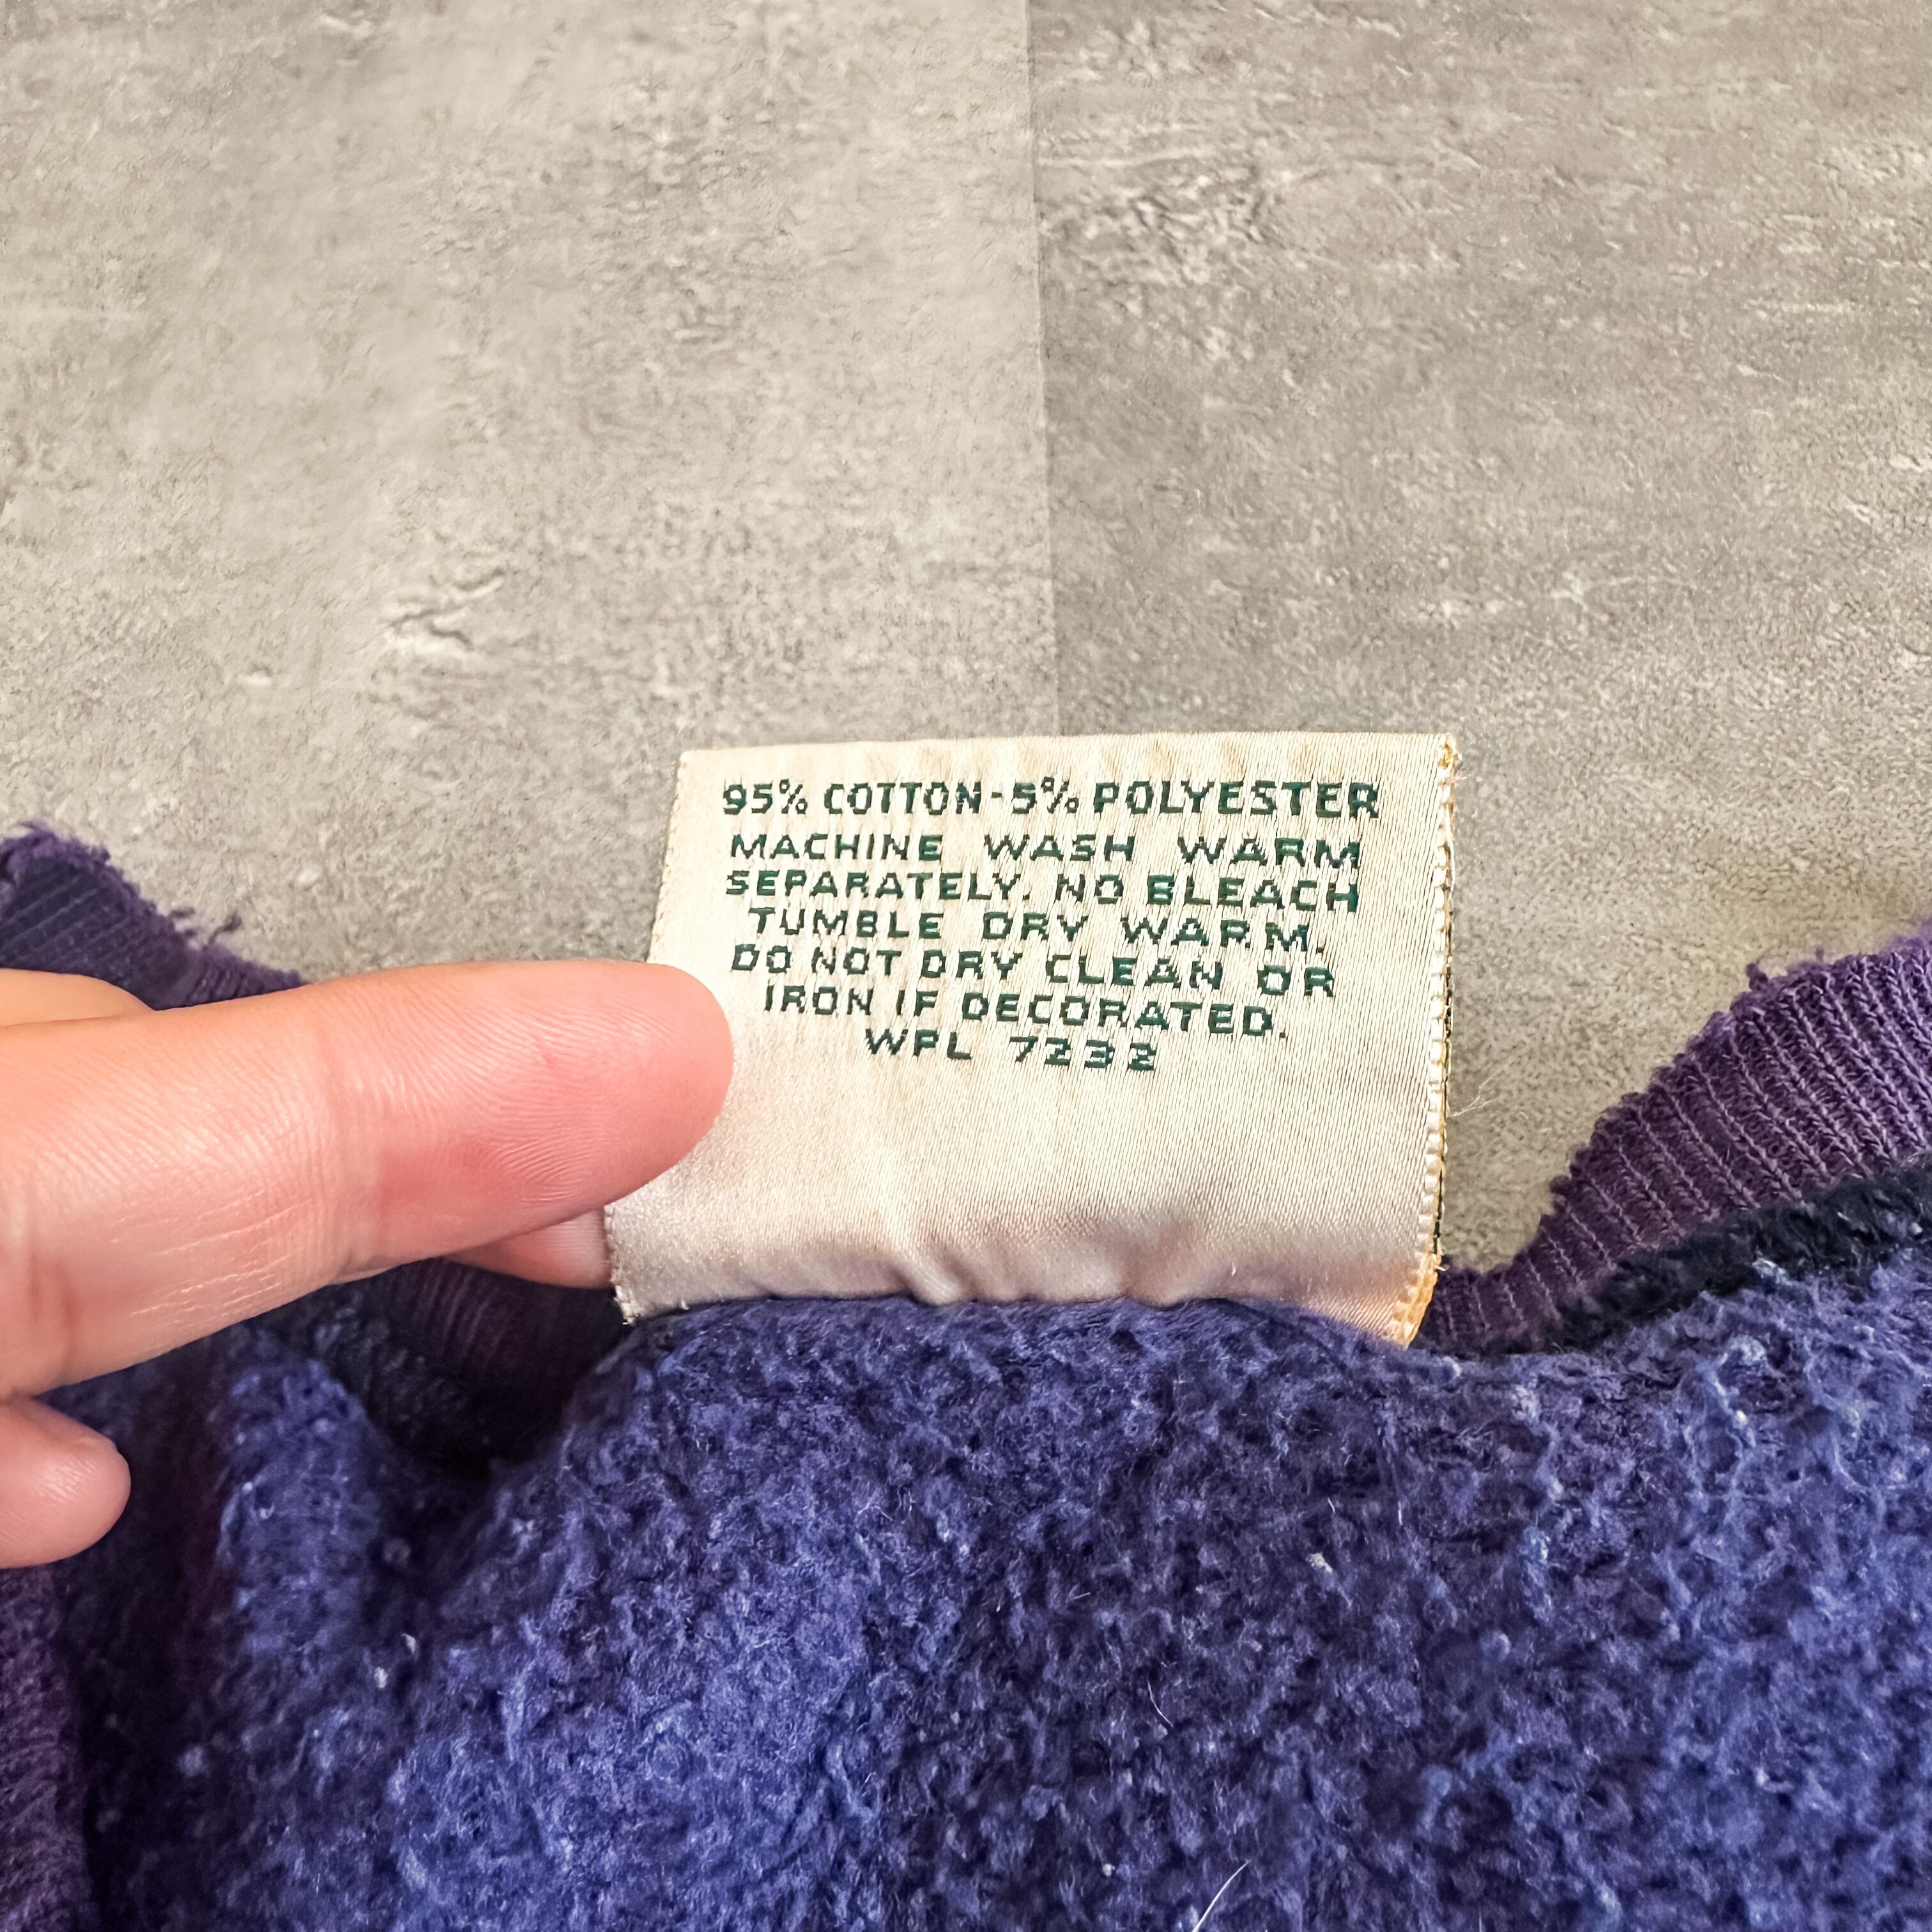 95% COTTON-5% POLYESTER
MACHINE WASH WARM
SEPARATELY. NO BLEACH
TUMBLE DRY WARM.
DO NOT DRY CLEAN OR
IRON IF DECORATED.
WPL 7232